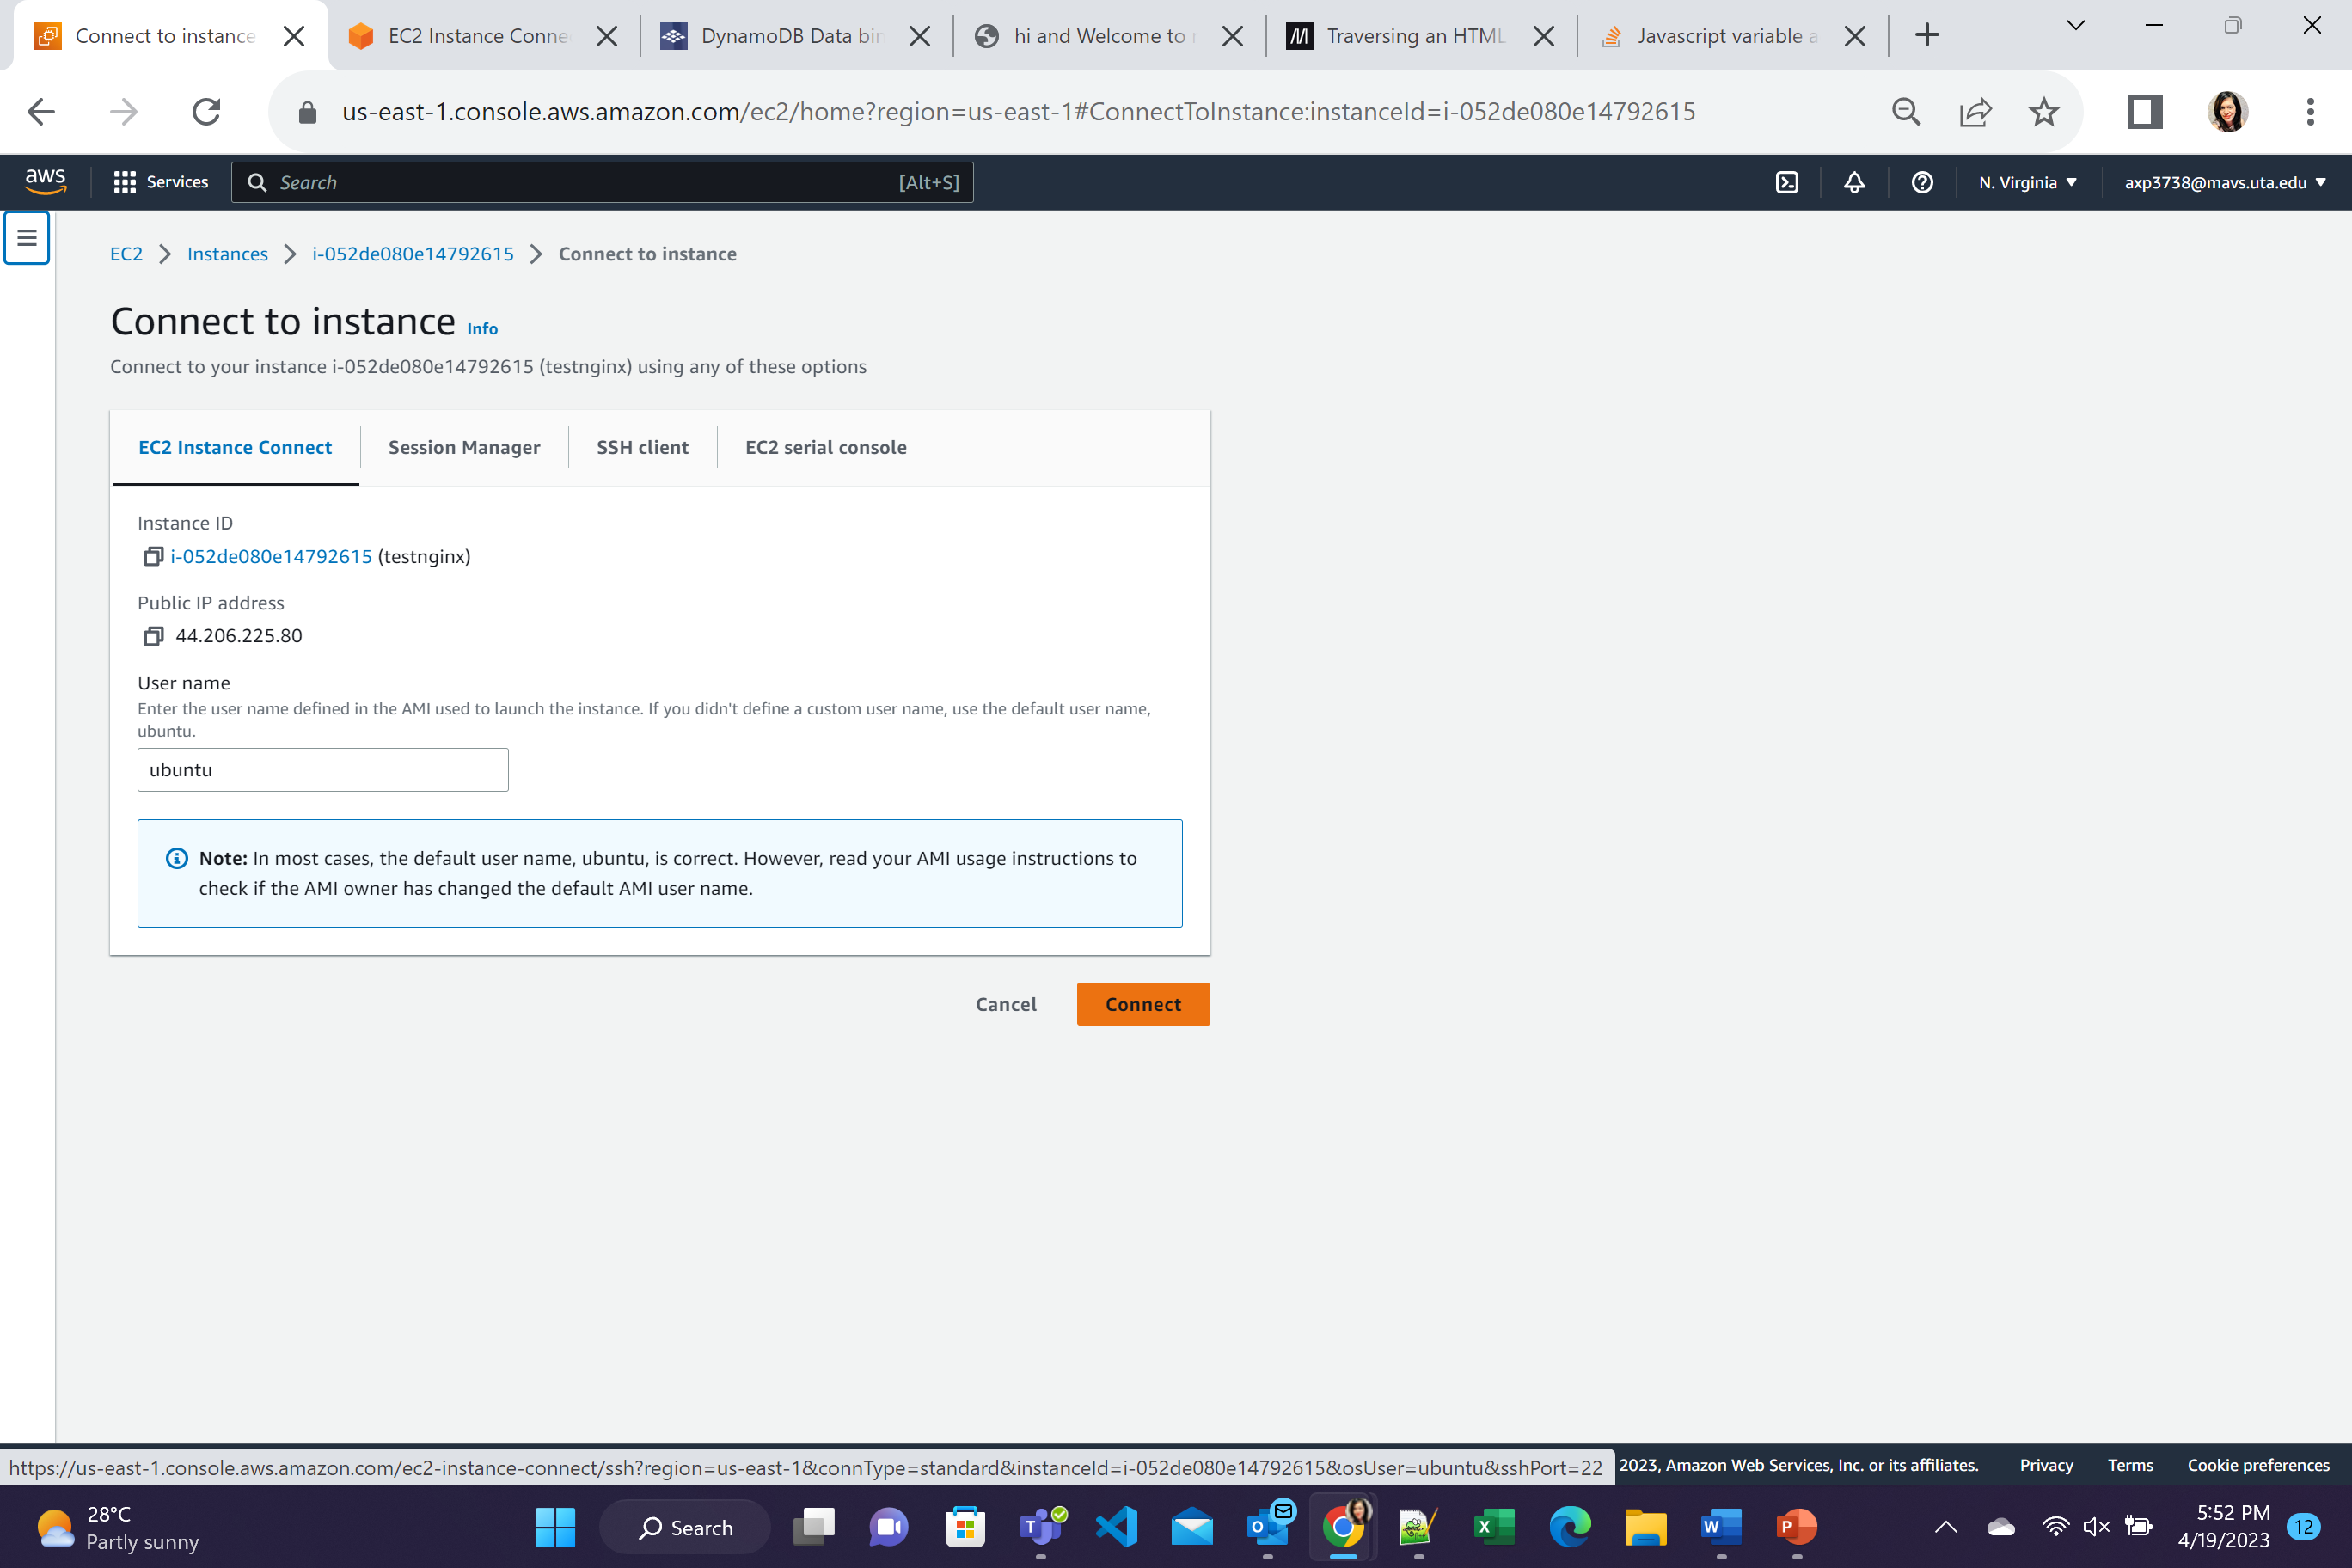 Connect to instance
EC2 Instance Conne
DynamoDB Data bin
hi and Welcome to
Traversing an HTML
Javascript variable a
us-east-1.console.aws.amazon.com/ec2/home?region=us-east-1#ConnectToInstance:instanceId=i-052de080e14792615
aws
Services
Search
[Alt+S]
N. Virginia
axp3738@mavs.uta.edu
EC2 Instances i-052de080e14792615 Connect to instance
Connect to instance Info
Connect to your instance i-052de080e14792615 (testnginx) using any of these options
EC2 Instance Connect
Session Manager
SSH client
EC2 serial console
Instance ID
i-052de080e14792615 (testnginx)
Public IP address
44.206.225.80
User name
Enter the user name defined in the AMI used to launch the instance. If you didn't define a custom user name, use the default user name,
ubuntu.
ubuntu
Note: In most cases, the default user name, ubuntu, is correct. However, read your AMI usage instructions to
check if the AMI owner has changed the default AMI user name.
Cancel
Connect
https://us-east-1.console.aws.amazon.com/ec2-instance-connect/ssh?region=us-east-1&connType=standard&instanceId=i-052de080e14792615&osUser=ubuntu&sshPort=22
2023, Amazon Web Services, Inc. or its affiliates.
Privacy
Terms
Cookie preferences
28°C
Partly sunny
Search
5:52 PM
4/19/2023
12